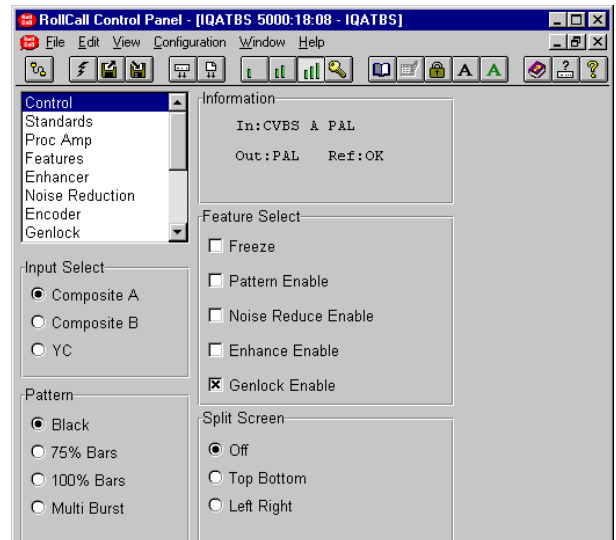 RollCall Control Panel - [IQATBS 5000:18:08 - IQATBS]
File Edit View Configuration Window Help
A A ?
Control
Standards
Proc Amp
Features
Enhancer
Noise Reduction
Encoder
Genlock
Input Select
Composite A
Composite B
YC
Pattern
Black
75% Bars
100% Bars
Multi Burst
Information
In:CVBS A PAL
Out:PAL Ref:OK
Feature Select
Freeze
Pattern Enable
Noise Reduce Enable
Enhance Enable
Genlock Enable
Split Screen
Off
Top Bottom
Left Right